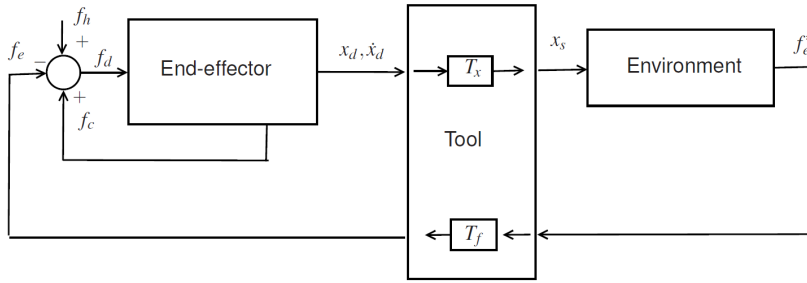 f_h
+
f_e
−
f_d
+
f_c
End-effector
x_d, ẋ_d
T_x
Tool
T_f
x_s
Environment